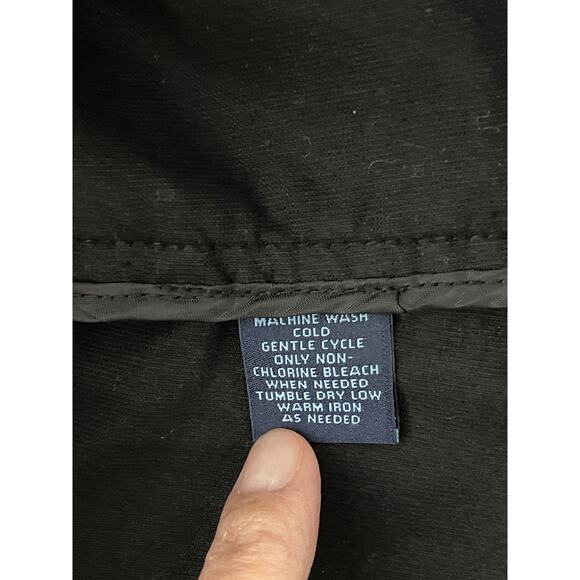 MACHINE WASH
COLD
GENTLE CYCLE
ONLY NON-
CHLORINE BLEACH
WHEN NEEDED
TUMBLE DRY LOW
WARM IRON
AS NEEDED